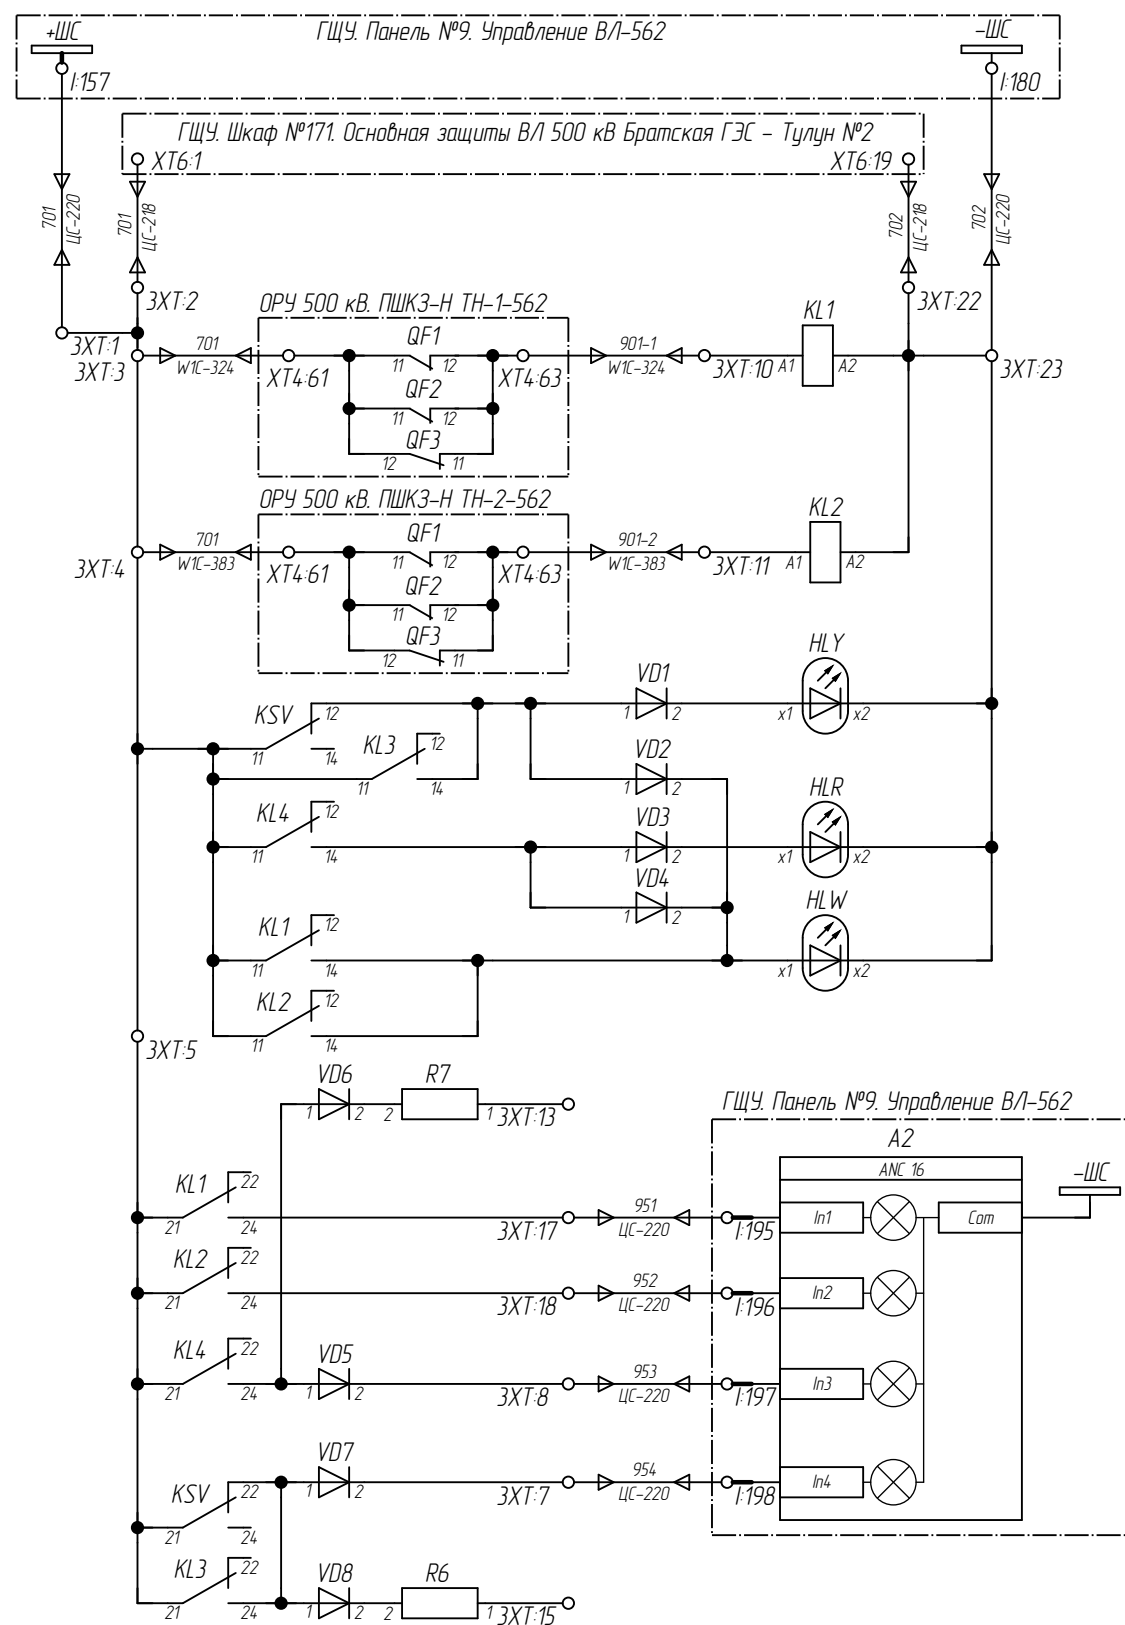 +ШС
ГЩУ. Панель №9. Управление ВЛ-562
-ШС
I:157
I:180
ГЩУ. Шкаф №171. Основная защиты ВЛ 500 кВ Братская ГЭС - Тулун №2
XT6:1
XT6:19
701
ЦС-220
701
ЦС-218
702
ЦС-218
702
ЦС-220
3XT:2
ОРУ 500 кВ. ПШКЗ-Н ТН-1-562
KL1
3XT:22
3XT:1
3XT:3
701
W1C-324
XT4:61
QF1
11 12
QF2
11 12
QF3
12 11
XT4:63
901-1
W1C-324
3XT:10
A1 A2
3XT:23
ОРУ 500 кВ. ПШКЗ-Н ТН-2-562
KL2
3XT:4
701
W1C-383
XT4:61
QF1
11 12
QF2
11 12
QF3
12 11
XT4:63
901-2
W1C-383
3XT:11
A1 A2
KSV
11 12 14
VD1
1 2
HLY
x1 x2
KL3
11 12 14
VD2
1 2
KL4
11 12 14
VD3
1 2
HLR
x1 x2
VD4
1 2
KL1
11 12 14
HLW
x1 x2
KL2
11 12 14
3XT:5
VD6
1 2
R7
2 1
3XT:13
ГЩУ. Панель №9. Управление ВЛ-562
A2
ANC 16
-ШС
KL1
21 22 24
3XT:17
951
ЦС-220
I:195
In1
Com
KL2
21 22 24
3XT:18
952
ЦС-220
I:196
In2
KL4
21 22 24
VD5
1 2
3XT:8
953
ЦС-220
I:197
In3
KSV
21 22 24
VD7
1 2
3XT:7
954
ЦС-220
I:198
In4
KL3
21 22 24
VD8
1 2
R6
2 1
3XT:15